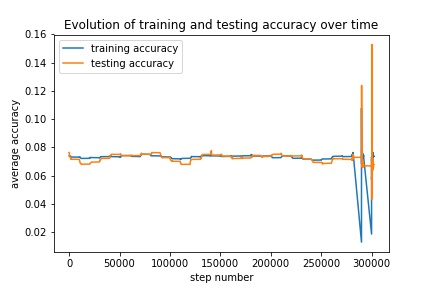 Evolution of training and testing accuracy over time
0.16
0.14
0.12
0.10
0.08
0.06
0.04
0.02
average accuracy
training accuracy
testing accuracy
0 50000 100000 150000 200000 250000 300000
step number